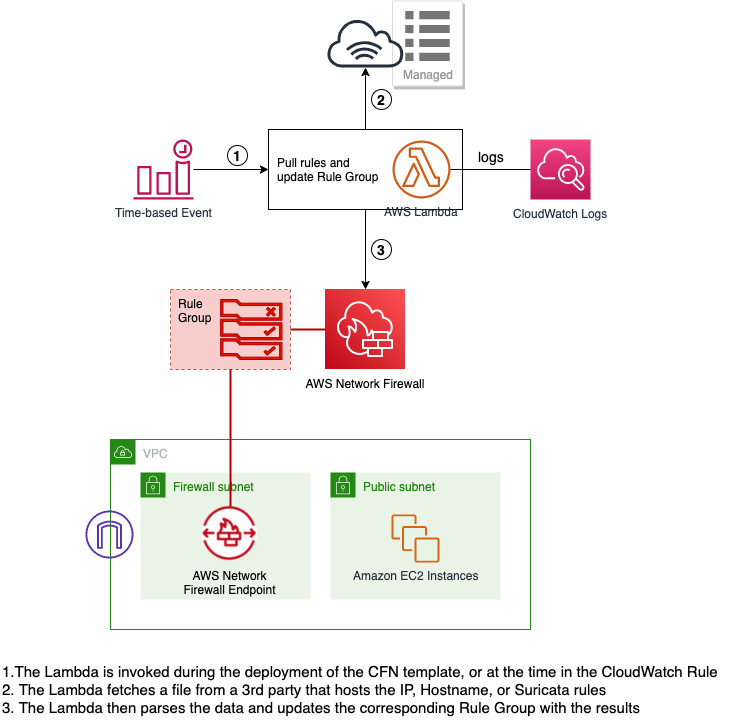 Managed
2
1
Pull rules and
update Rule Group
logs
Time-based Event
AWS Lambda
CloudWatch Logs
3
Rule
Group
AWS Network Firewall
VPC
Firewall subnet
Public subnet
AWS Network
Firewall Endpoint
Amazon EC2 Instances
1.The Lambda is invoked during the deployment of the CFN template, or at the time in the CloudWatch Rule
2. The Lambda fetches a file from a 3rd party that hosts the IP, Hostname, or Suricata rules
3. The Lambda then parses the data and updates the corresponding Rule Group with the results